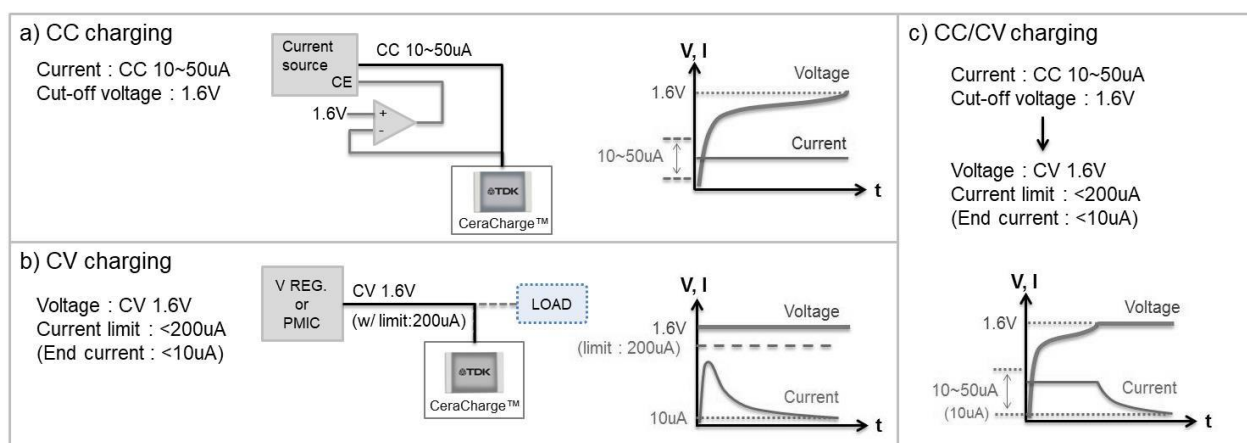 a) CC charging
Current : CC 10~50uA
Cut-off voltage : 1.6V
Current
source
CE
CC 10~50uA
1.6V
+
-
TDK
CeraCharge™
V, I
Voltage
1.6V
Current
10~50uA
t
b) CV charging
Voltage : CV 1.6V
Current limit : <200uA
(End current : <10uA)
V REG.
or
PMIC
CV 1.6V
(w/ limit:200uA)
LOAD
TDK
CeraCharge™
V, I
Voltage
1.6V
(limit : 200uA)
Current
10uA
t
c) CC/CV charging
Current : CC 10~50uA
Cut-off voltage : 1.6V
Voltage : CV 1.6V
Current limit : <200uA
(End current : <10uA)
V, I
Voltage
1.6V
10~50uA
Current
(10uA)
t